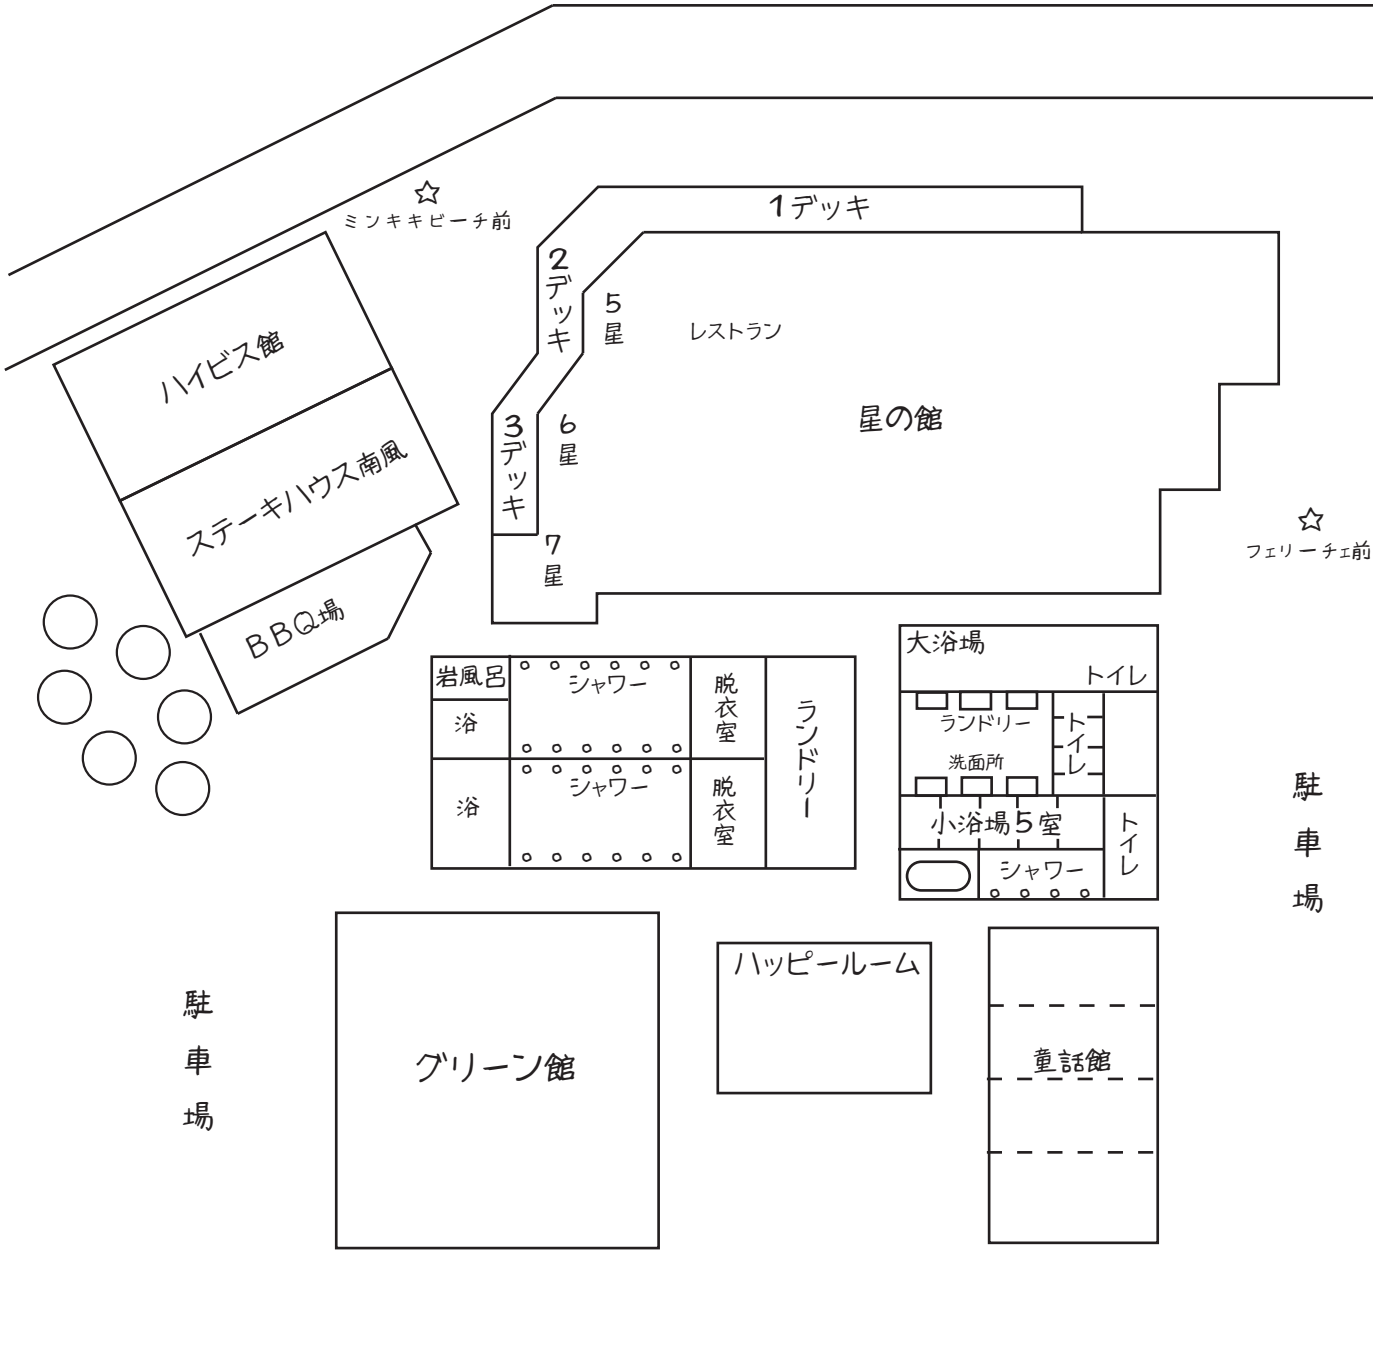 ミンキキビーチ前
1デッキ
2デッキ
5星
レストラン
ハイビス館
星の館
3デッキ
6星
ステーキハウス南風
7星
フェリーチェ前
BBQ場
大浴場
トイレ
岩風呂
シャワー
脱衣室
ランドリー
浴
ランドリー
トイレ
洗面所
浴
シャワー
脱衣室
小浴場5室
トイレ
シャワー
駐車場
ハッピールーム
駐車場
グリーン館
童話館